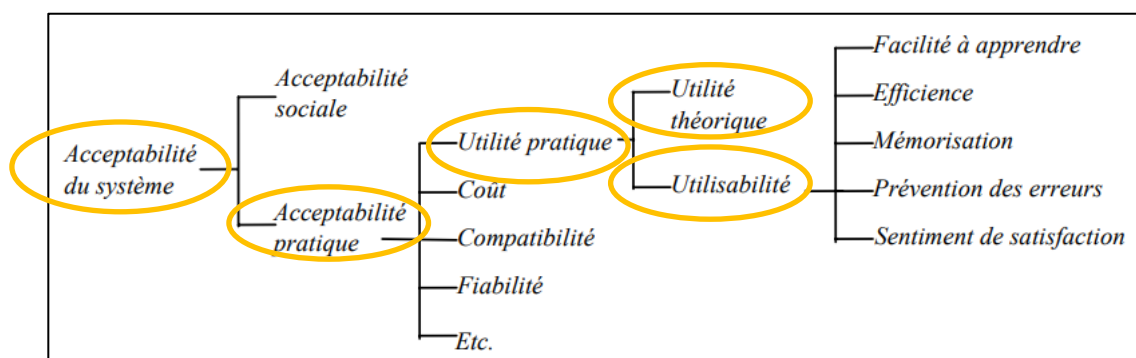 Acceptabilité
du système
Acceptabilité
sociale
Acceptabilité
pratique
Utilité pratique
Coût
Compatibilité
Fiabilité
Etc.
Utilité
théorique
Utilisabilité
Facilité à apprendre
Efficience
Mémorisation
Prévention des erreurs
Sentiment de satisfaction